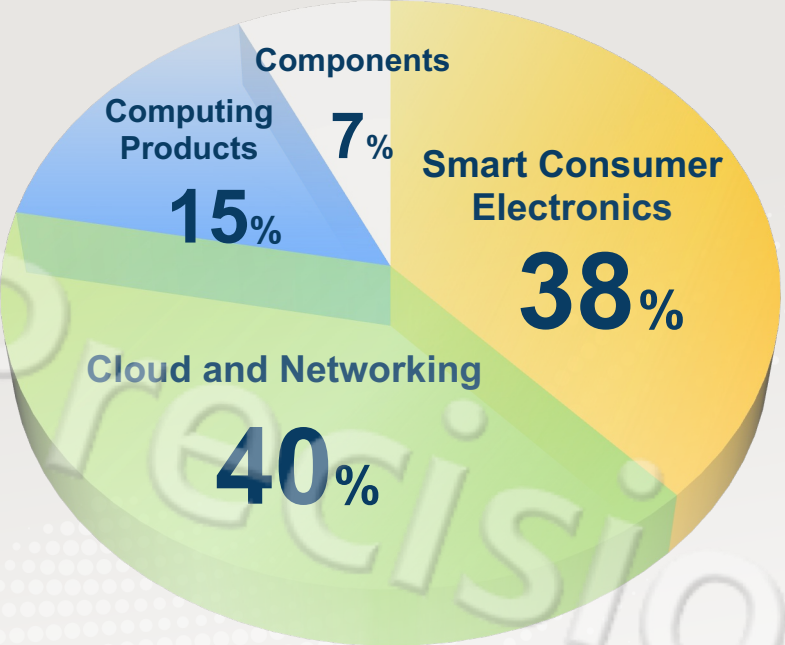 Components
7%
Computing
Products
15%
Smart Consumer
Electronics
38%
Cloud and Networking
40%
Precisio